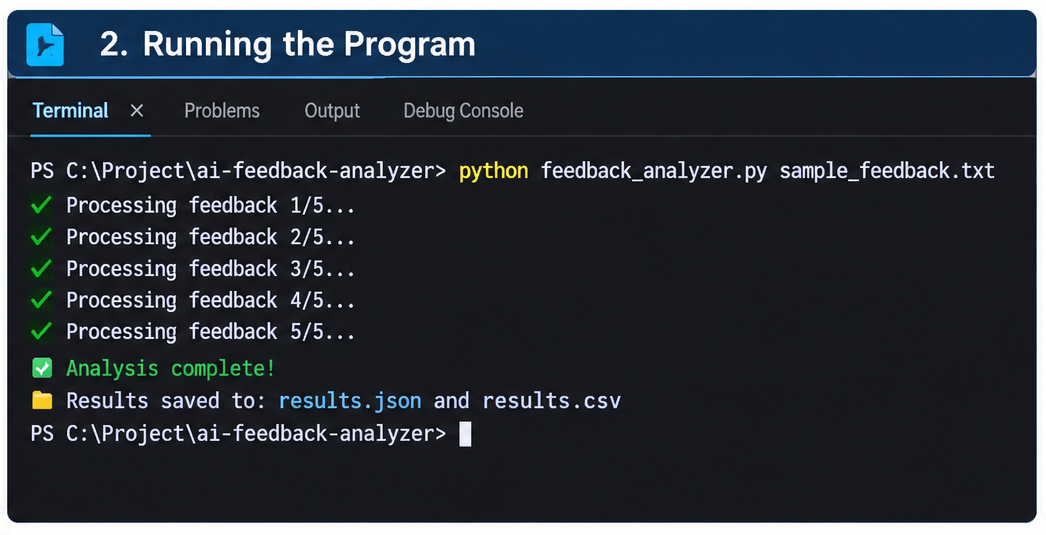 2. Running the Program
Terminal × Problems Output Debug Console
PS C:\Project\ai-feedback-analyzer> python feedback_analyzer.py sample_feedback.txt
✓ Processing feedback 1/5...
✓ Processing feedback 2/5...
✓ Processing feedback 3/5...
✓ Processing feedback 4/5...
✓ Processing feedback 5/5...
✅ Analysis complete!
📁 Results saved to: results.json and results.csv
PS C:\Project\ai-feedback-analyzer>